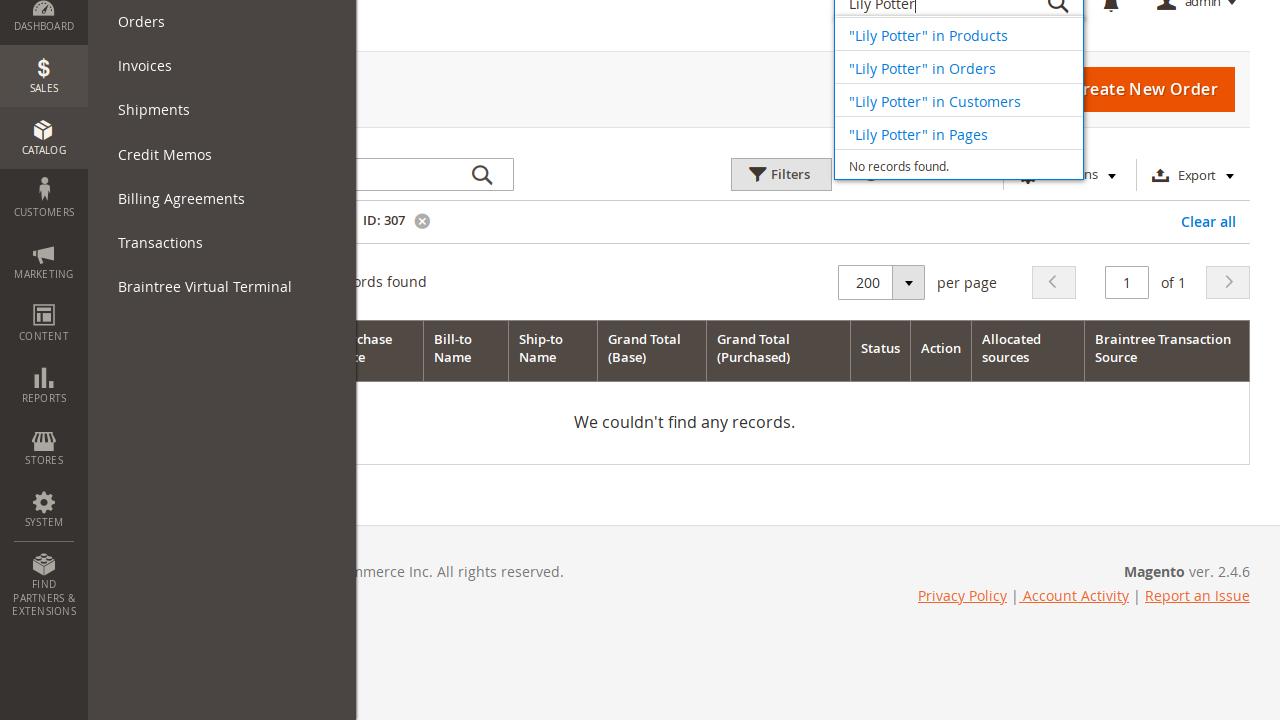 DASHBOARD
SALES
CATALOG
CUSTOMERS
MARKETING
CONTENT
REPORTS
STORES
SYSTEM
FIND
PARTNERS &
EXTENSIONS
Orders
Invoices
Shipments
Credit Memos
Billing Agreements
Transactions
Braintree Virtual Terminal
Lily Potter
admin
"Lily Potter" in Products
"Lily Potter" in Orders
"Lily Potter" in Customers
"Lily Potter" in Pages
No records found.
reate New Order
Filters
ns
Export
ID: 307
Clear all
ords found
200
per page
1
of 1
chase
te
Bill-to
Name
Ship-to
Name
Grand Total
(Base)
Grand Total
(Purchased)
Status
Action
Allocated
sources
Braintree Transaction
Source
We couldn't find any records.
mmerce Inc. All rights reserved.
Magento ver. 2.4.6
Privacy Policy | Account Activity | Report an Issue